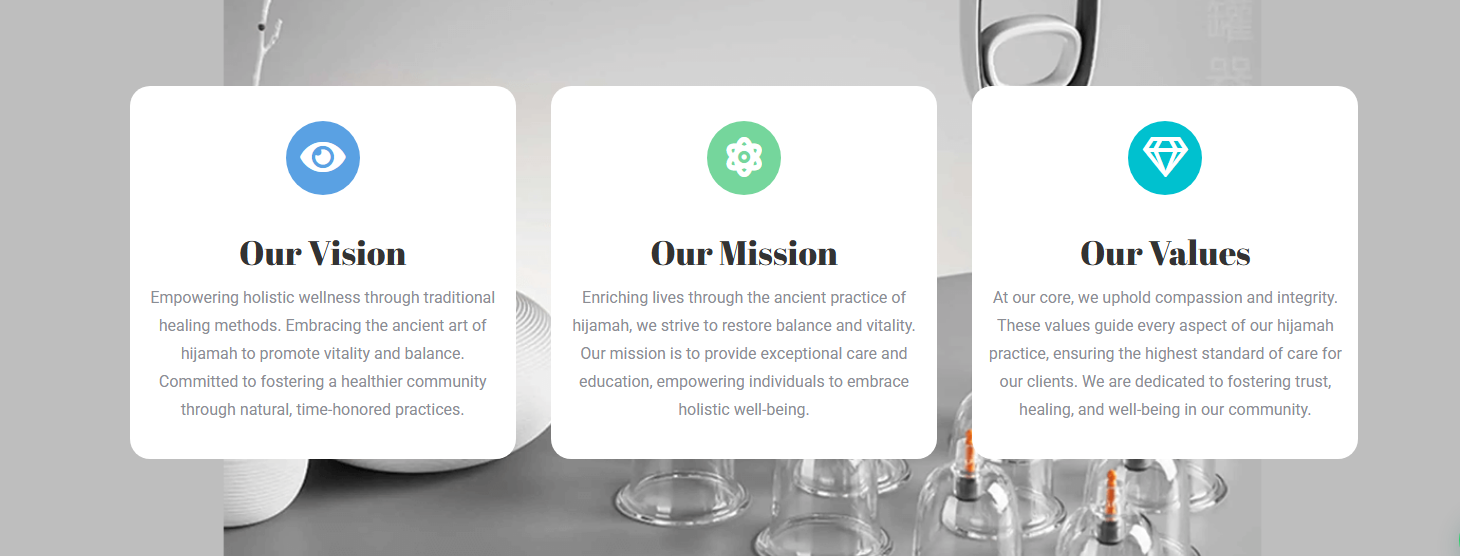 Our Vision
Empowering holistic wellness through traditional
healing methods. Embracing the ancient art of
hijamah to promote vitality and balance.
Committed to fostering a healthier community
through natural, time-honored practices.
Our Mission
Enriching lives through the ancient practice of
hijamah, we strive to restore balance and vitality.
Our mission is to provide exceptional care and
education, empowering individuals to embrace
holistic well-being.
Our Values
At our core, we uphold compassion and integrity.
These values guide every aspect of our hijamah
practice, ensuring the highest standard of care for
our clients. We are dedicated to fostering trust,
healing, and well-being in our community.